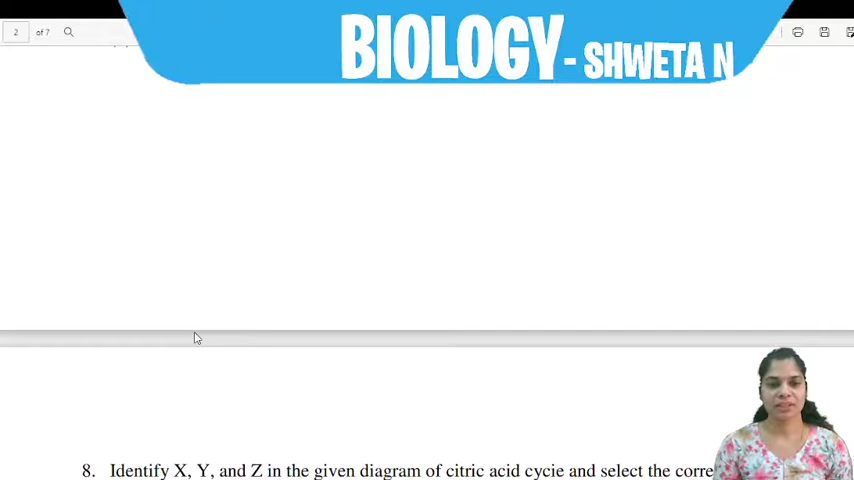 BIOLOGY - SHWETA N
2 of 7
8. Identify X, Y, and Z in the given diagram of citric acid cycie and select the corre